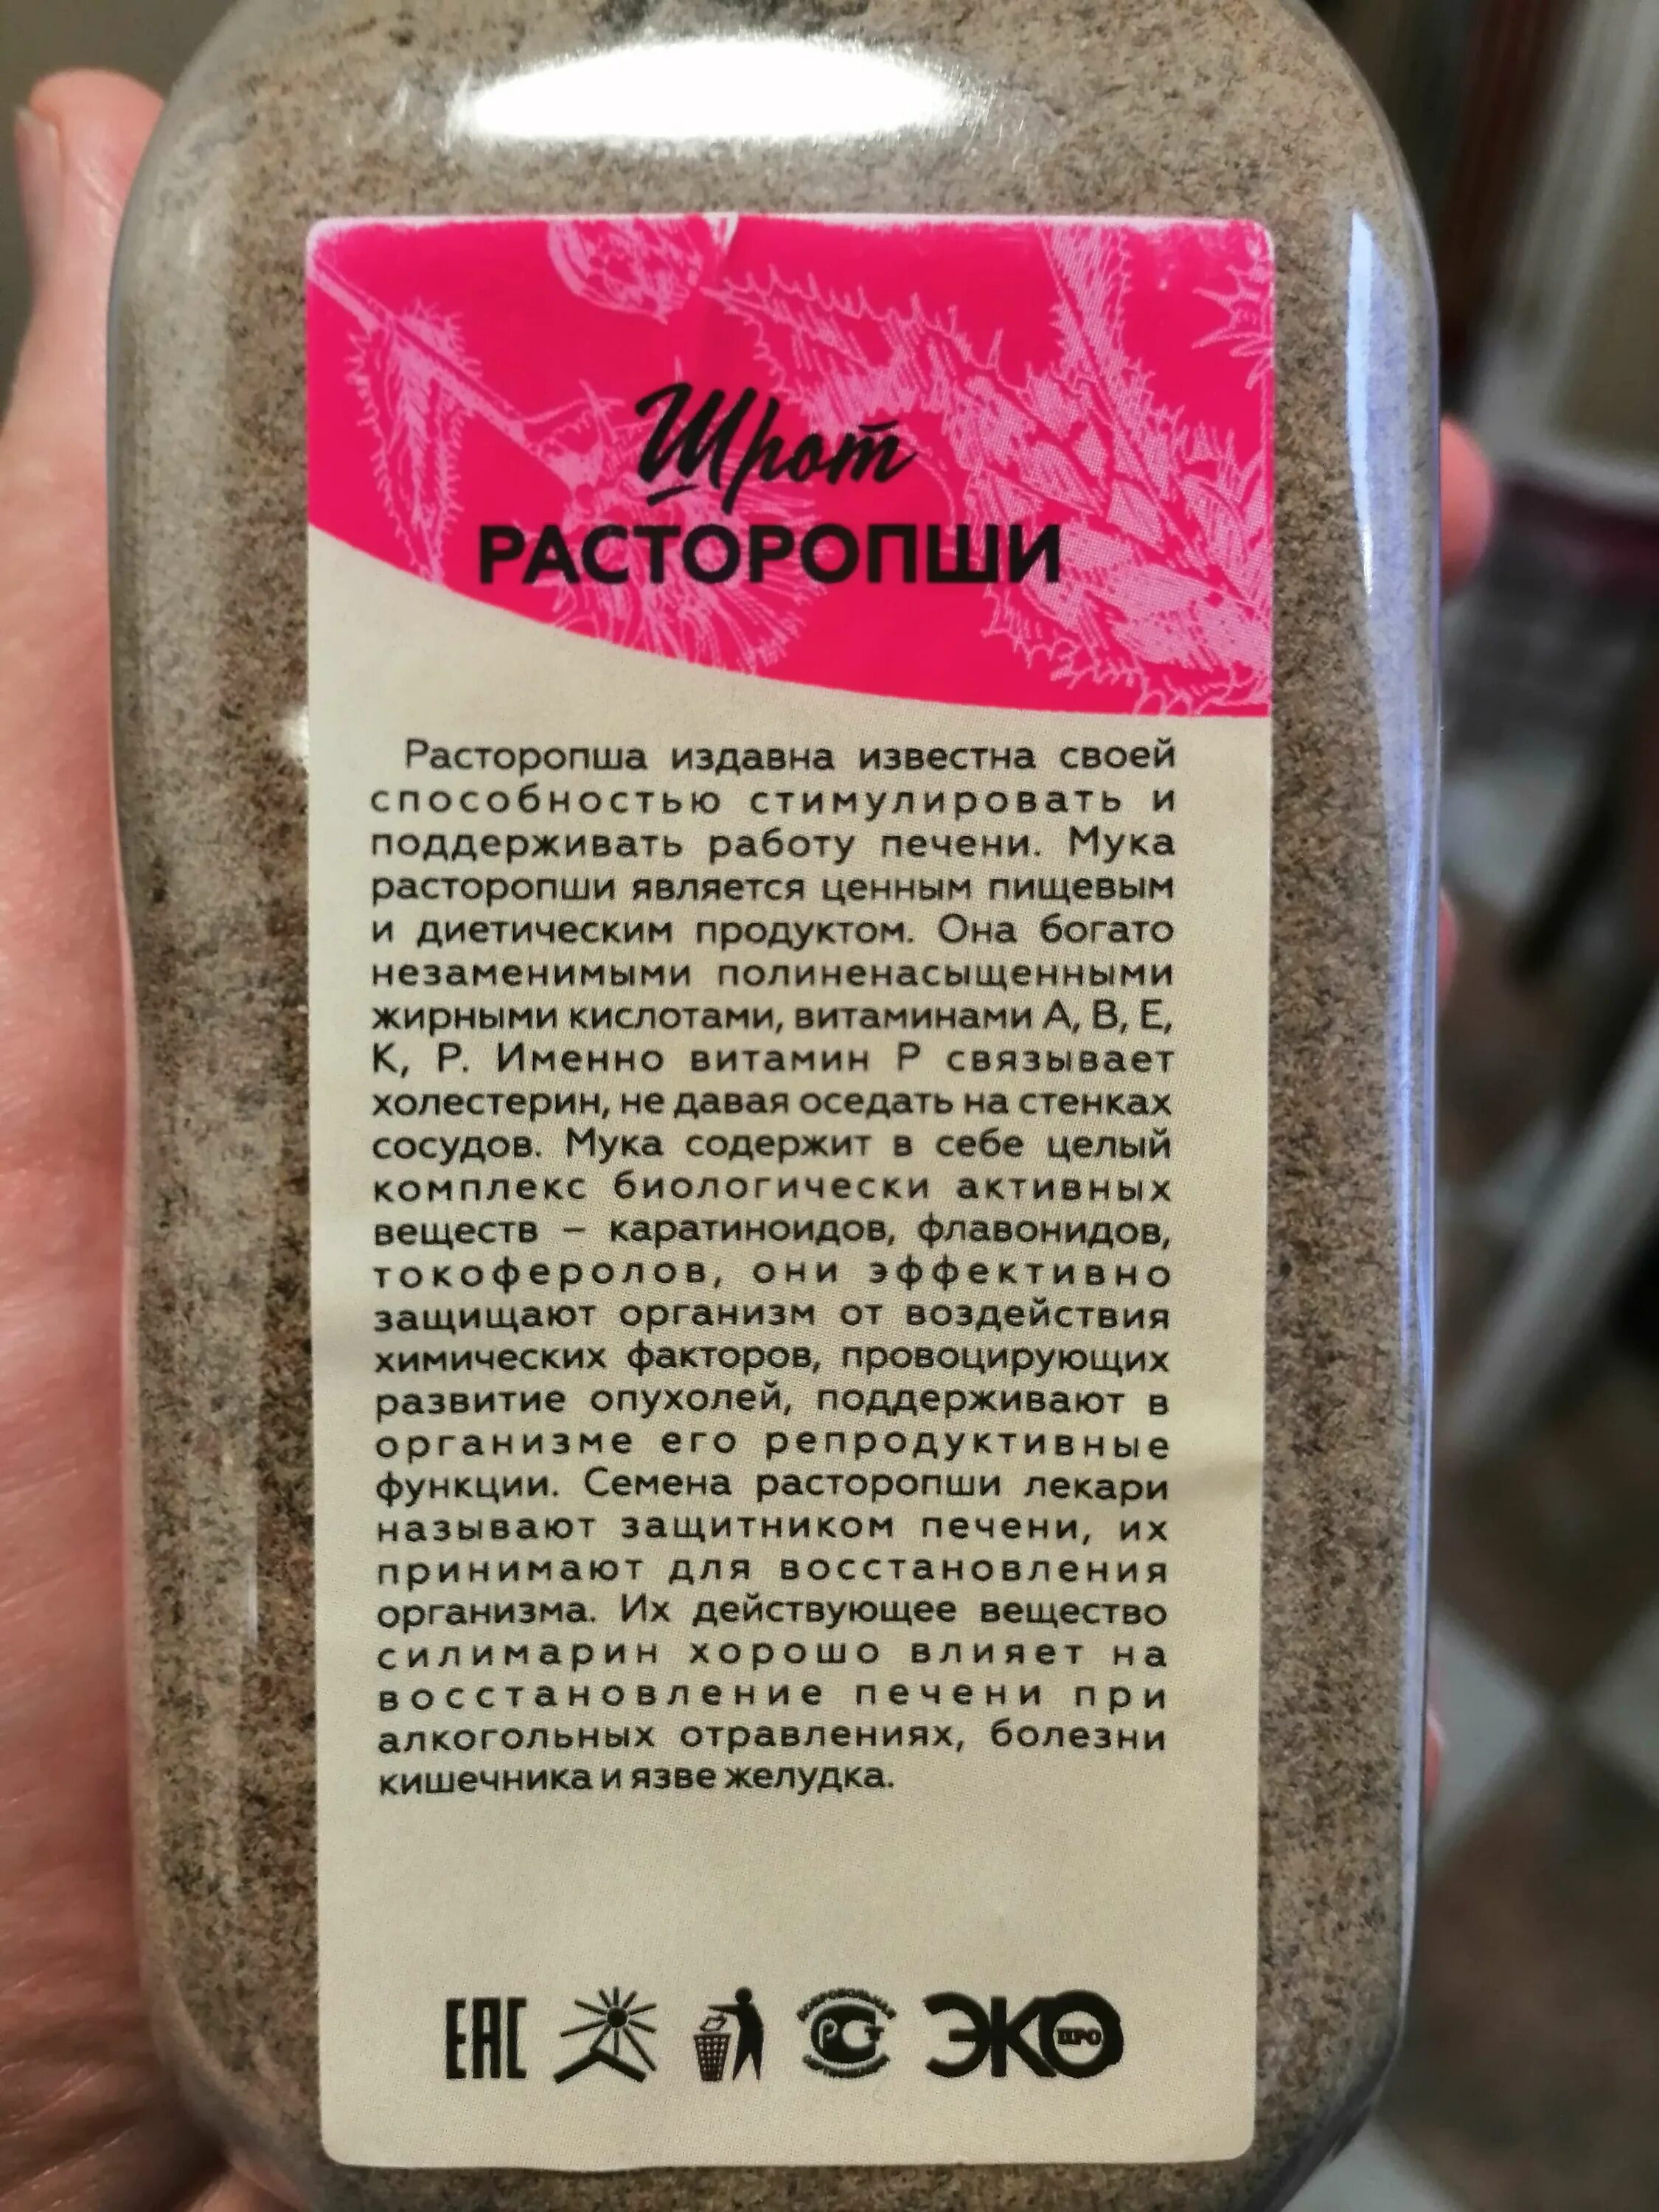 Шрот
РАСТОРОПШИ
Расторопша издавна известна своей
способностью стимулировать и
поддерживать работу печени. Мука
расторопши является ценным пищевым
и диетическим продуктом. Она богато
незаменимыми полиненасыщенными
жирными кислотами, витаминами А, В, Е,
К, Р. Именно витамин Р связывает
холестерин, не давая оседать на стенках
сосудов. Мука содержит в себе целый
комплекс биологически активных
веществ – каратиноидов, флавонидов,
токоферолов, они эффективно
защищают организм от воздействия
химических факторов, провоцирующих
развитие опухолей, поддерживают в
организме его репродуктивные
функции. Семена расторопши лекари
называют защитником печени, их
принимают для восстановления
организма. Их действующее вещество
силимарин хорошо влияет на
восстановление печени при
алкогольных отравлениях, болезни
кишечника и язве желудка.
ЕАС ДОБРОВОЛЬНАЯ РСТ ЭКО ПРО